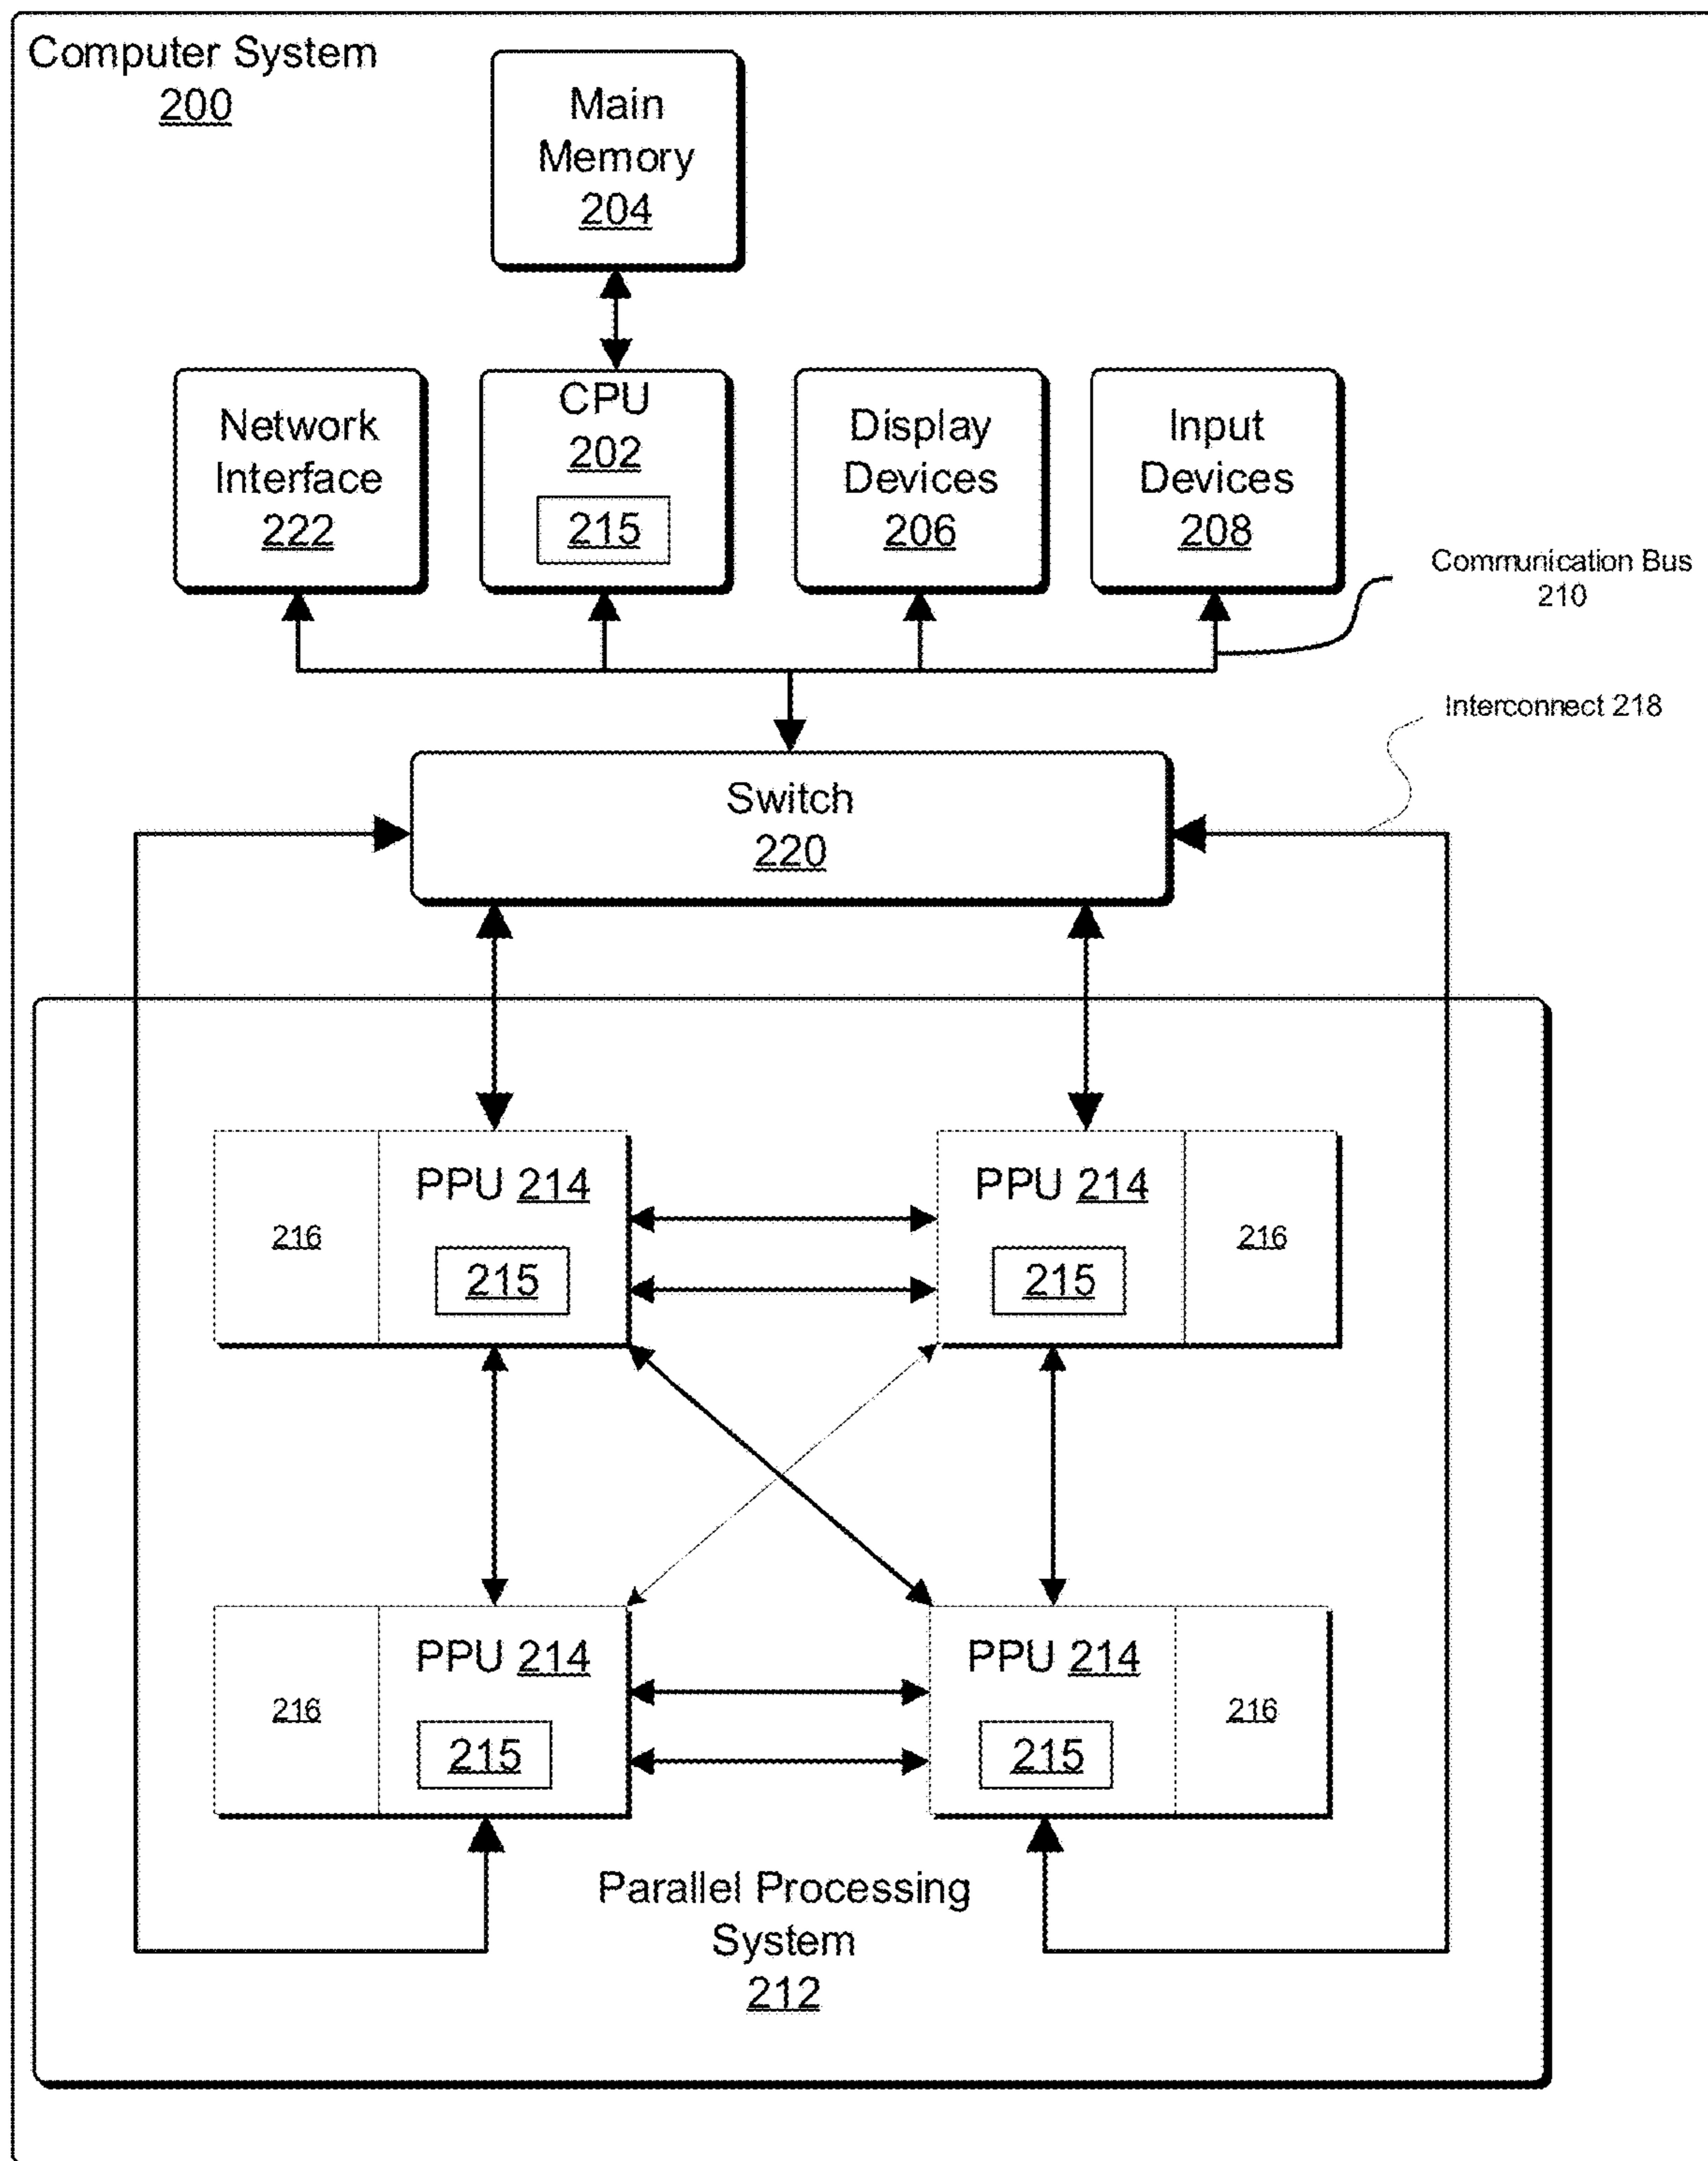 Computer System
200
Main
Memory
204
Network
Interface
222
CPU
202
215
Display
Devices
206
Input
Devices
208
Communication Bus
210
Interconnect 218
Switch
220
216
PPU 214
215
PPU 214
215
216
216
PPU 214
215
PPU 214
215
216
Parallel Processing
System
212